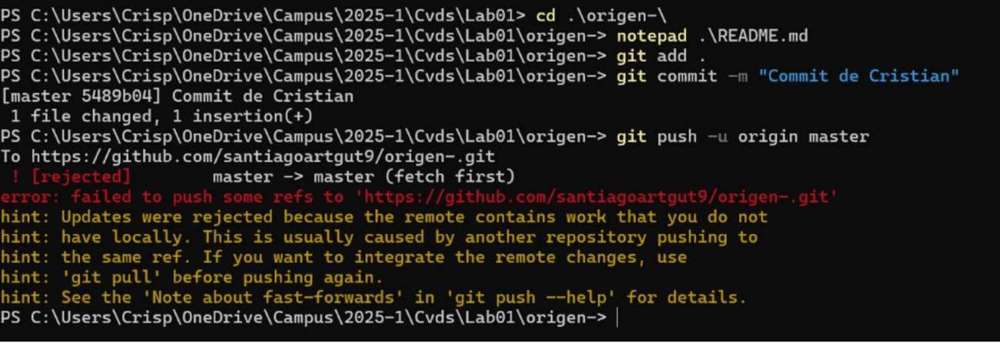 PS C:\Users\Crisp\OneDrive\Campus\2025-1\Cvds\Lab01> cd .\origen-\
PS C:\Users\Crisp\OneDrive\Campus\2025-1\Cvds\Lab01\origen-> notepad .\README.md
PS C:\Users\Crisp\OneDrive\Campus\2025-1\Cvds\Lab01\origen-> git add .
PS C:\Users\Crisp\OneDrive\Campus\2025-1\Cvds\Lab01\origen-> git commit -m "Commit de Cristian"
[master 5489b04] Commit de Cristian
 1 file changed, 1 insertion(+)
PS C:\Users\Crisp\OneDrive\Campus\2025-1\Cvds\Lab01\origen-> git push -u origin master
To https://github.com/santiagoartgut9/origen-.git
 ! [rejected]        master -> master (fetch first)
error: failed to push some refs to 'https://github.com/santiagoartgut9/origen-.git'
hint: Updates were rejected because the remote contains work that you do not
hint: have locally. This is usually caused by another repository pushing to
hint: the same ref. If you want to integrate the remote changes, use
hint: 'git pull' before pushing again.
hint: See the 'Note about fast-forwards' in 'git push --help' for details.
PS C:\Users\Crisp\OneDrive\Campus\2025-1\Cvds\Lab01\origen->